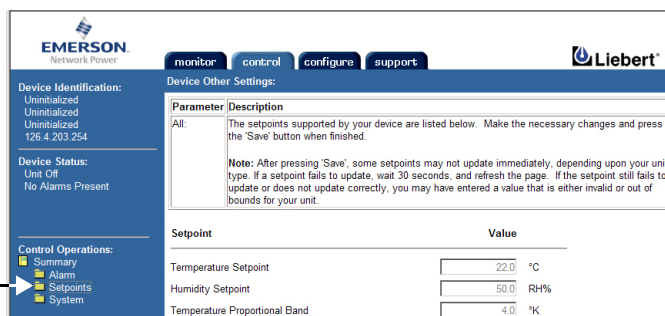 EMERSON
Network Power
monitor
control
configure
support
Liebert
Device Identification:
Uninitialized
Uninitialized
Uninitialized
126.4.203.254
Device Status:
Unit Off
No Alarms Present
Control Operations:
Summary
Alarm
Setpoints
System
Device Other Settings:
Parameter Description
All: The setpoints supported by your device are listed below. Make the necessary changes and press
the 'Save' button when finished.
Note: After pressing 'Save', some setpoints may not update immediately, depending upon your uni
type. If a setpoint fails to update, wait 30 seconds, and refresh the page. If the setpoint still fails to
update or does not update correctly, you may have entered a value that is either invalid or out of
bounds for your unit.
Setpoint Value
Termperature Setpoint 22.0 °C
Humidity Setpoint 50.0 RH%
Temperature Proportional Band 4.0 °K